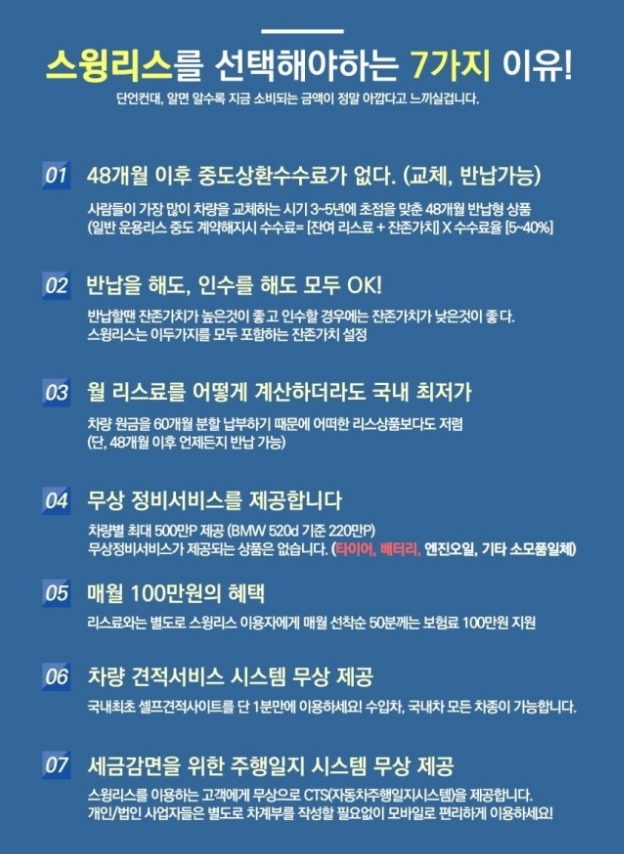 스윙리스를 선택해야하는 7가지 이유!
단언컨대, 알면 알수록 지금 소비되는 금액이 정말 아깝다고 느끼실겁니다.
01 48개월 이후 중도상환수수료가 없다. (교체, 반납가능)
사람들이 가장 많이 차량을 교체하는 시기 3~5년에 초점을 맞춘 48개월 반납형 상품
(일반 운용리스 중도 계약해지시 수수료= [잔여 리스료 + 잔존가치] X 수수료율 [5~40%]
02 반납을 해도, 인수를 해도 모두 OK!
반납할땐 잔존가치가 높은것이 좋고 인수할 경우에는 잔존가치가 낮은것이 좋다.
스윙리스는 이두가지를 모두 포함하는 잔존가치 설정
03 월 리스료를 어떻게 계산하더라도 국내 최저가
차량 원금을 60개월 분할 납부하기 때문에 어떠한 리스상품보다도 저렴
(단, 48개월 이후 언제든지 반납 가능)
04 무상 정비서비스를 제공합니다
차량별 최대 500만P 제공 (BMW 520d 기준 220만P)
무상정비서비스가 제공되는 상품은 없습니다. (타이어, 배터리, 엔진오일, 기타 소모품일체)
05 매월 100만원의 혜택
리스료와는 별도로 스윙리스 이용자에게 매월 선착순 50분께는 보험료 100만원 지원
06 차량 견적서비스 시스템 무상 제공
국내최초 셀프견적사이트를 단 1분만에 이용하세요! 수입차, 국내차 모든 차종이 가능합니다.
07 세금감면을 위한 주행일지 시스템 무상 제공
스윙리스를 이용하는 고객에게 무상으로 CTS(자동차주행일지시스템)을 제공합니다.
개인/법인 사업자들은 별도로 차계부를 작성할 필요없이 모바일로 편리하게 이용하세요!